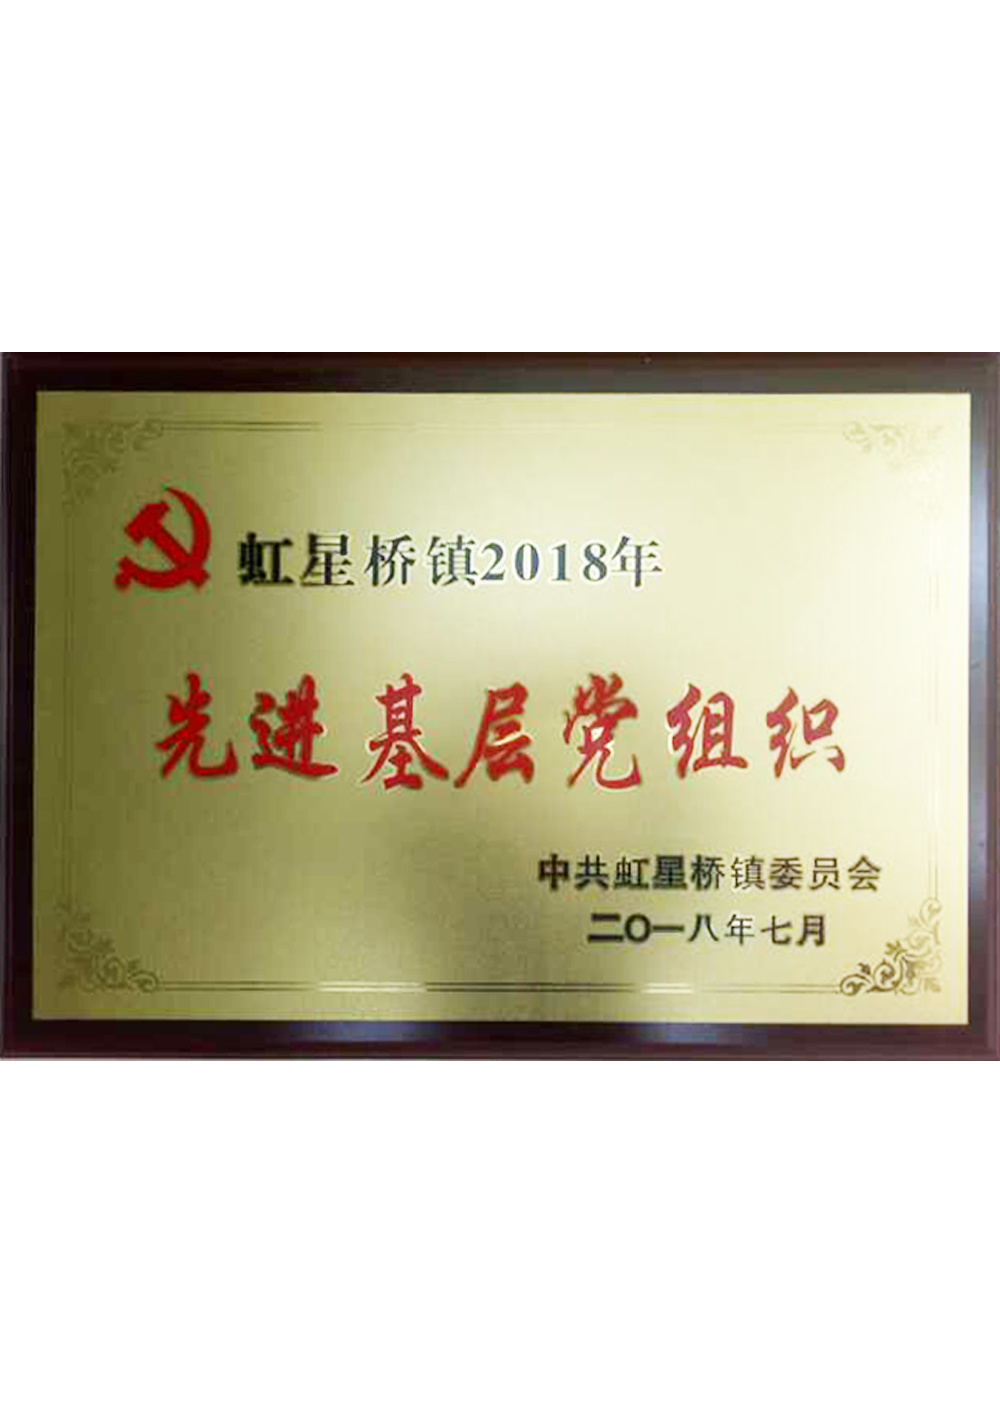 虹星桥镇2018年
先进基层党组织
中共虹星桥镇委员会
二〇一八年七月